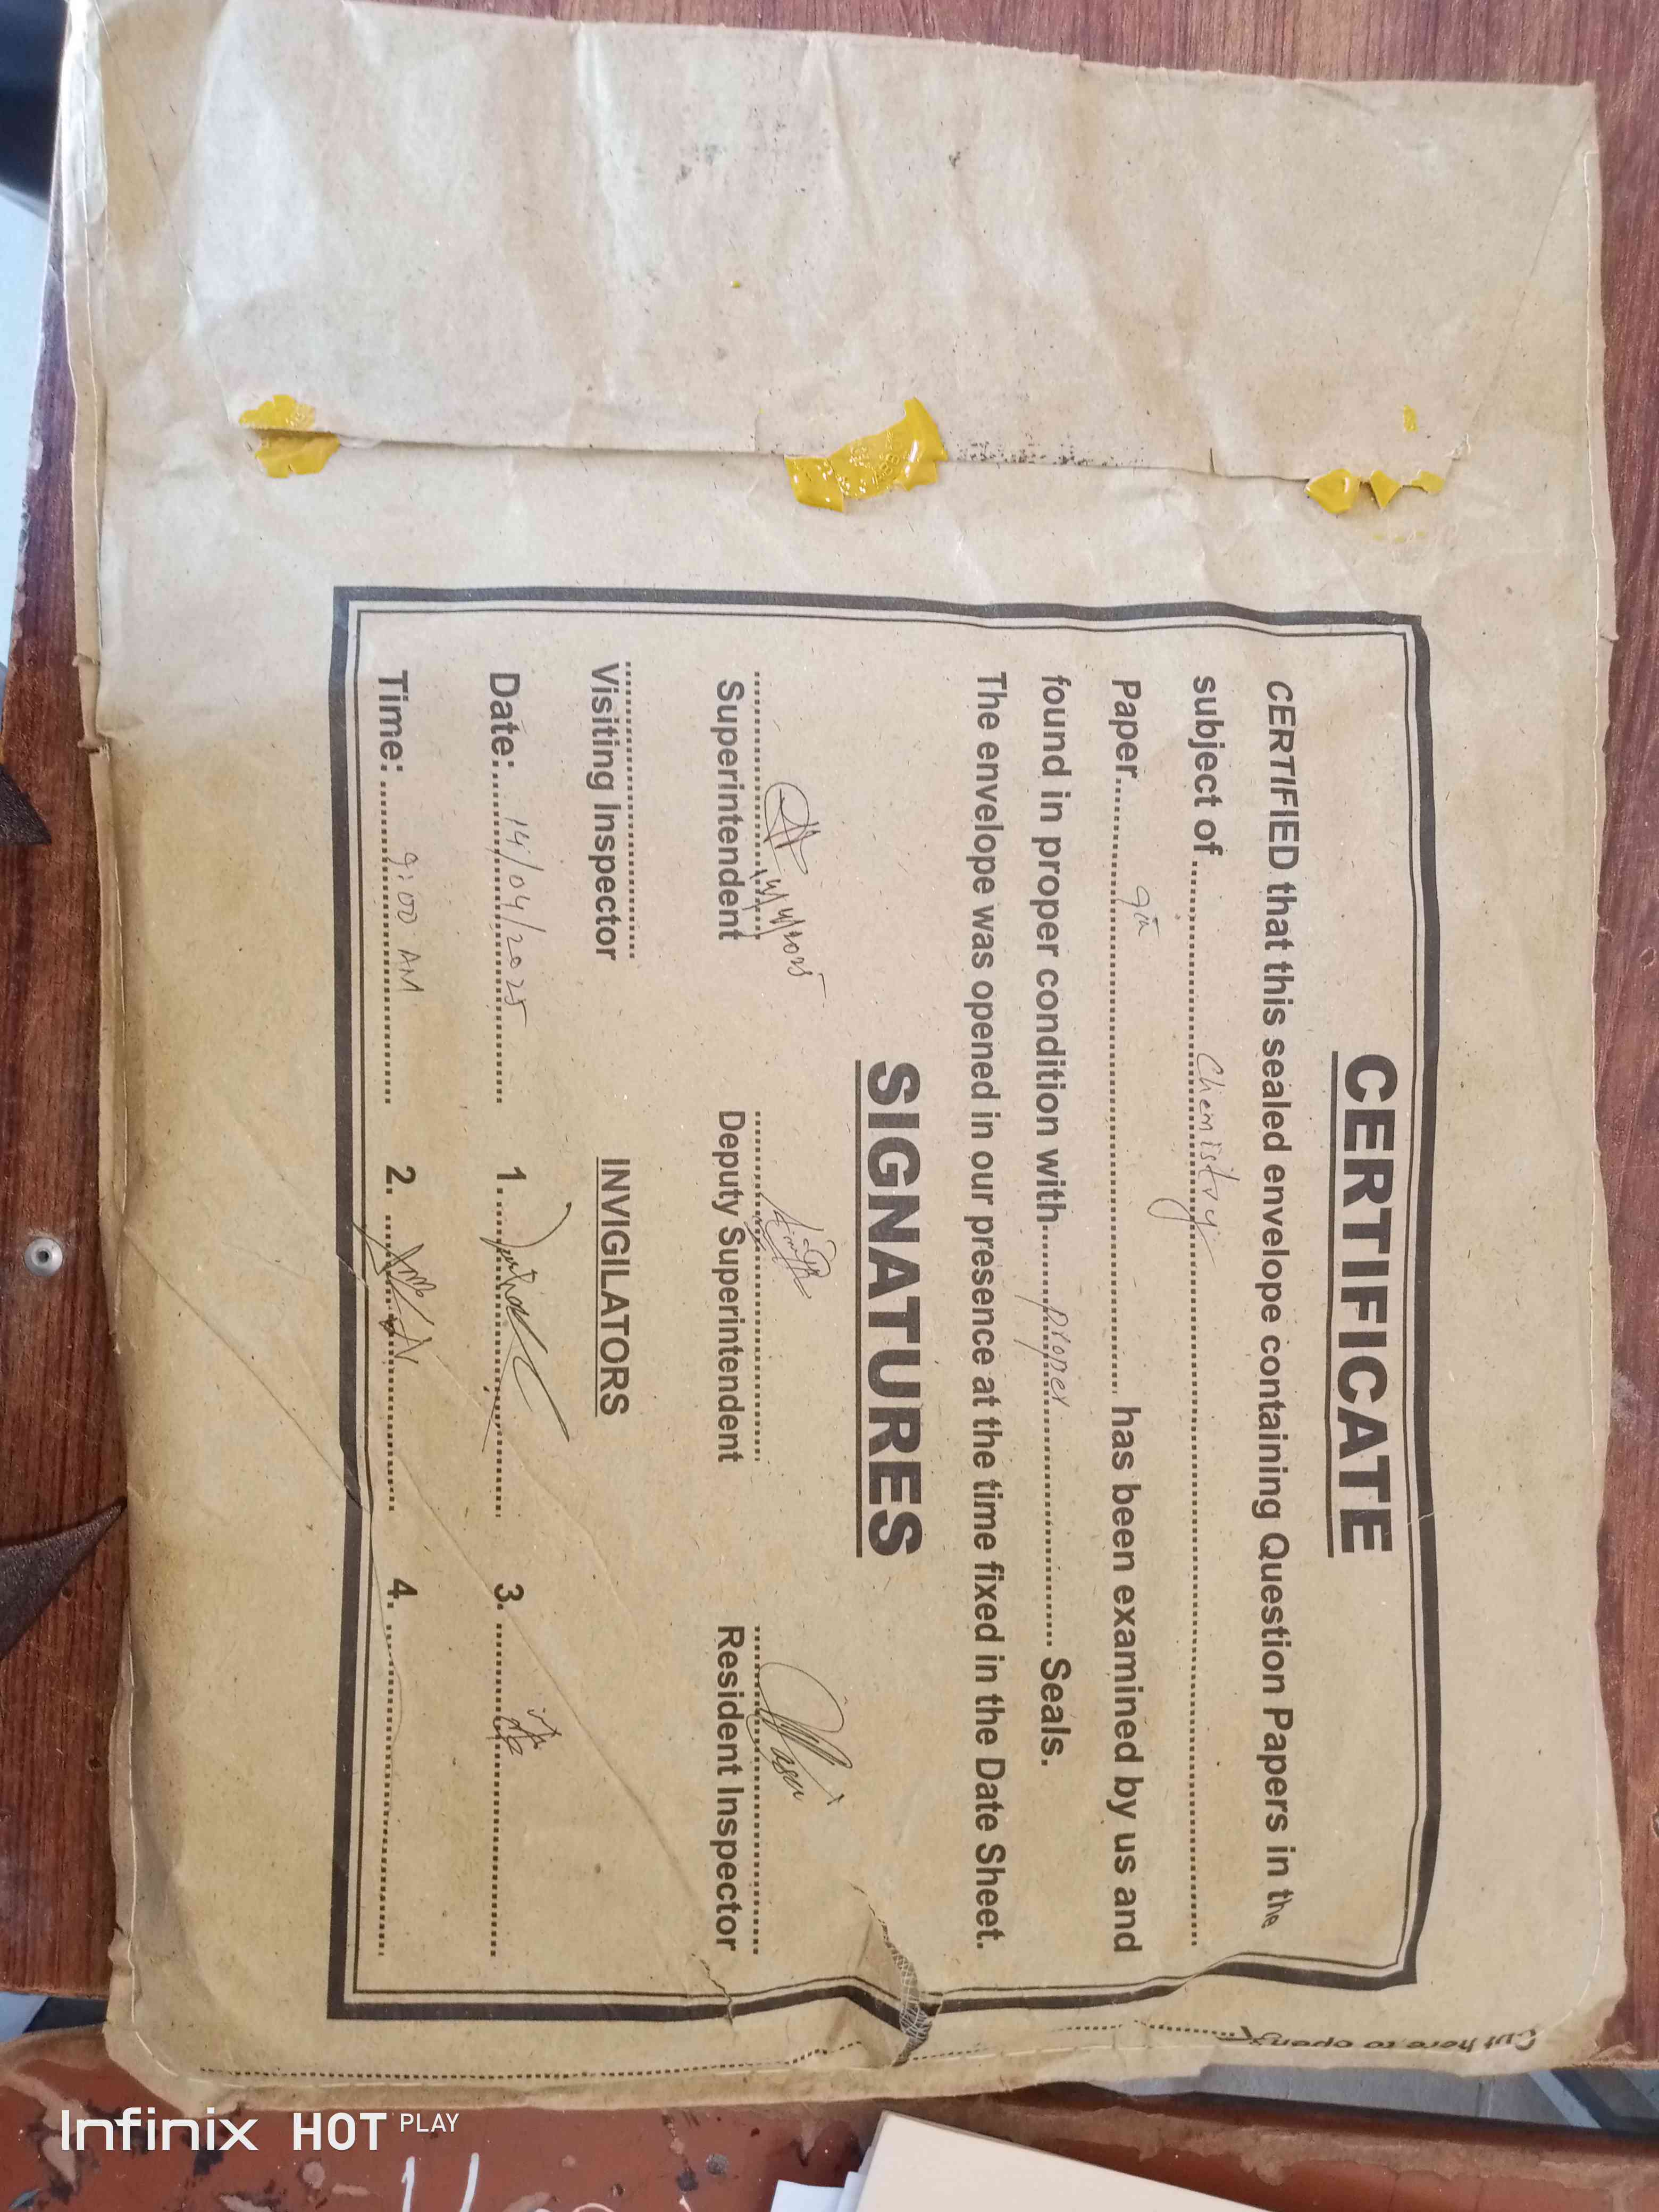 CERTIFICATE
CERTIFIED that this sealed envelope containing Question Papers in the
subject of ........ Chemistry ........
Paper........ 9th ........ has been examined by us and
found in proper condition with........ proper ........ Seals.
The envelope was opened in our presence at the time fixed in the Date Sheet.
SIGNATURES
Superintendent Deputy Superintendent Resident Inspector
Visiting Inspector INVIGILATORS
Date: 14/04/2025 1. 3.
Time: 9:00 AM 2. 4.
Cut here to open
Infinix HOT PLAY